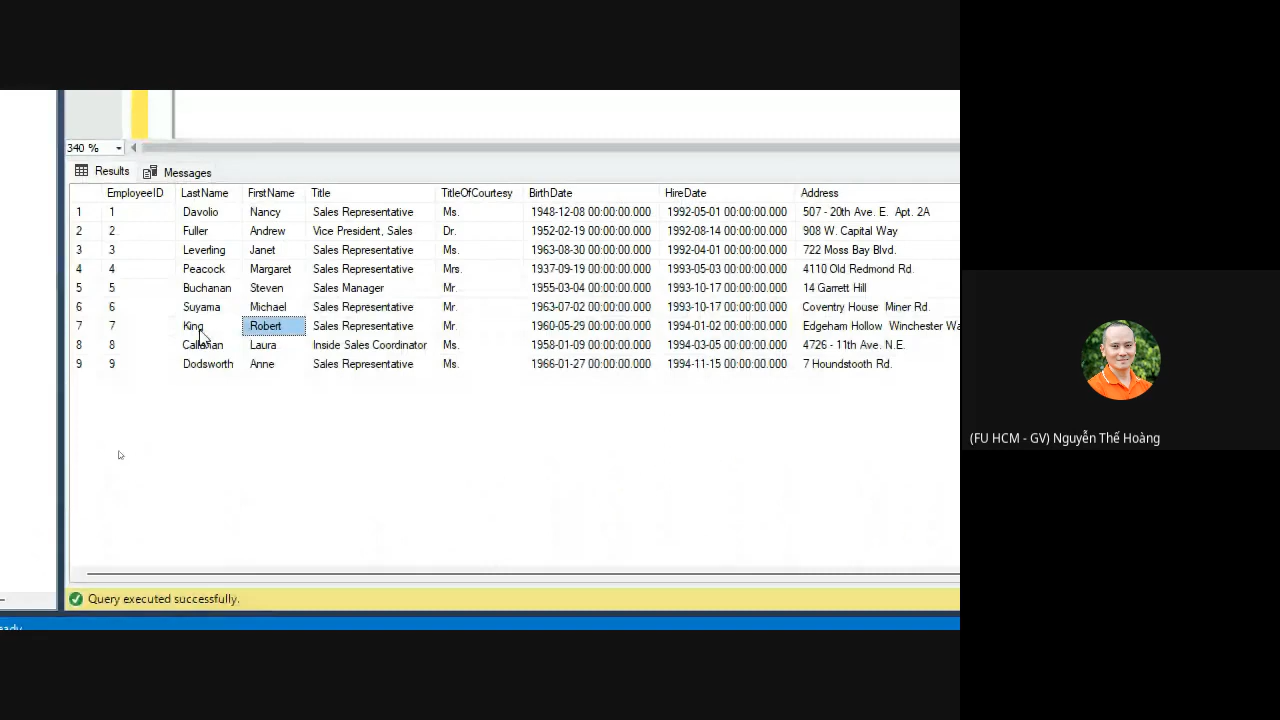 340 %
Results Messages
EmployeeID LastName FirstName Title TitleOfCourtesy BirthDate HireDate Address
1 1 Davolio Nancy Sales Representative Ms. 1948-12-08 00:00:00.000 1992-05-01 00:00:00.000 507 - 20th Ave. E. Apt. 2A
2 2 Fuller Andrew Vice President, Sales Dr. 1952-02-19 00:00:00.000 1992-08-14 00:00:00.000 908 W. Capital Way
3 3 Leverling Janet Sales Representative Ms. 1963-08-30 00:00:00.000 1992-04-01 00:00:00.000 722 Moss Bay Blvd.
4 4 Peacock Margaret Sales Representative Mrs. 1937-09-19 00:00:00.000 1993-05-03 00:00:00.000 4110 Old Redmond Rd.
5 5 Buchanan Steven Sales Manager Mr. 1955-03-04 00:00:00.000 1993-10-17 00:00:00.000 14 Garrett Hill
6 6 Suyama Michael Sales Representative Mr. 1963-07-02 00:00:00.000 1993-10-17 00:00:00.000 Coventry House Miner Rd.
7 7 King Robert Sales Representative Mr. 1960-05-29 00:00:00.000 1994-01-02 00:00:00.000 Edgeham Hollow Winchester Wa
8 8 Callahan Laura Inside Sales Coordinator Ms. 1958-01-09 00:00:00.000 1994-03-05 00:00:00.000 4726 - 11th Ave. N.E.
9 9 Dodsworth Anne Sales Representative Ms. 1966-01-27 00:00:00.000 1994-11-15 00:00:00.000 7 Houndstooth Rd.
(FU HCM - GV) Nguyễn Thế Hoàng
Query executed successfully.